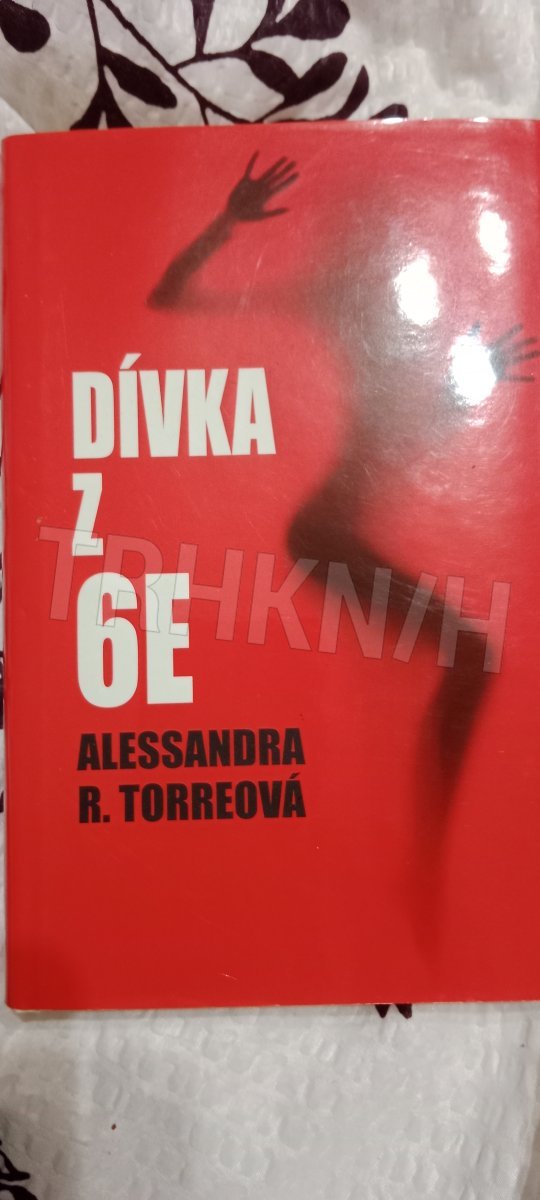 DÍVKA
Z
6E
TRHKNIH
ALESSANDRA
R. TORREOVÁ